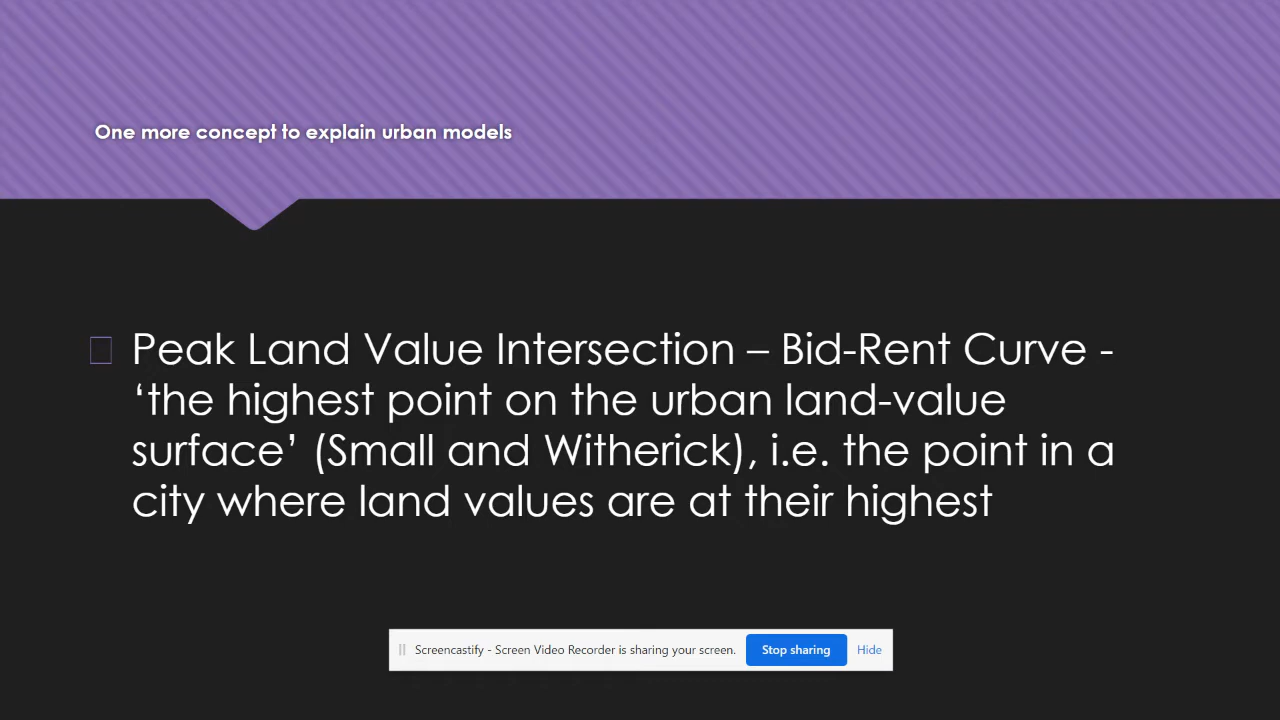 One more concept to explain urban models
Peak Land Value Intersection – Bid-Rent Curve -
‘the highest point on the urban land-value
surface’ (Small and Witherick), i.e. the point in a
city where land values are at their highest
Screencastify - Screen Video Recorder is sharing your screen. Stop sharing Hide